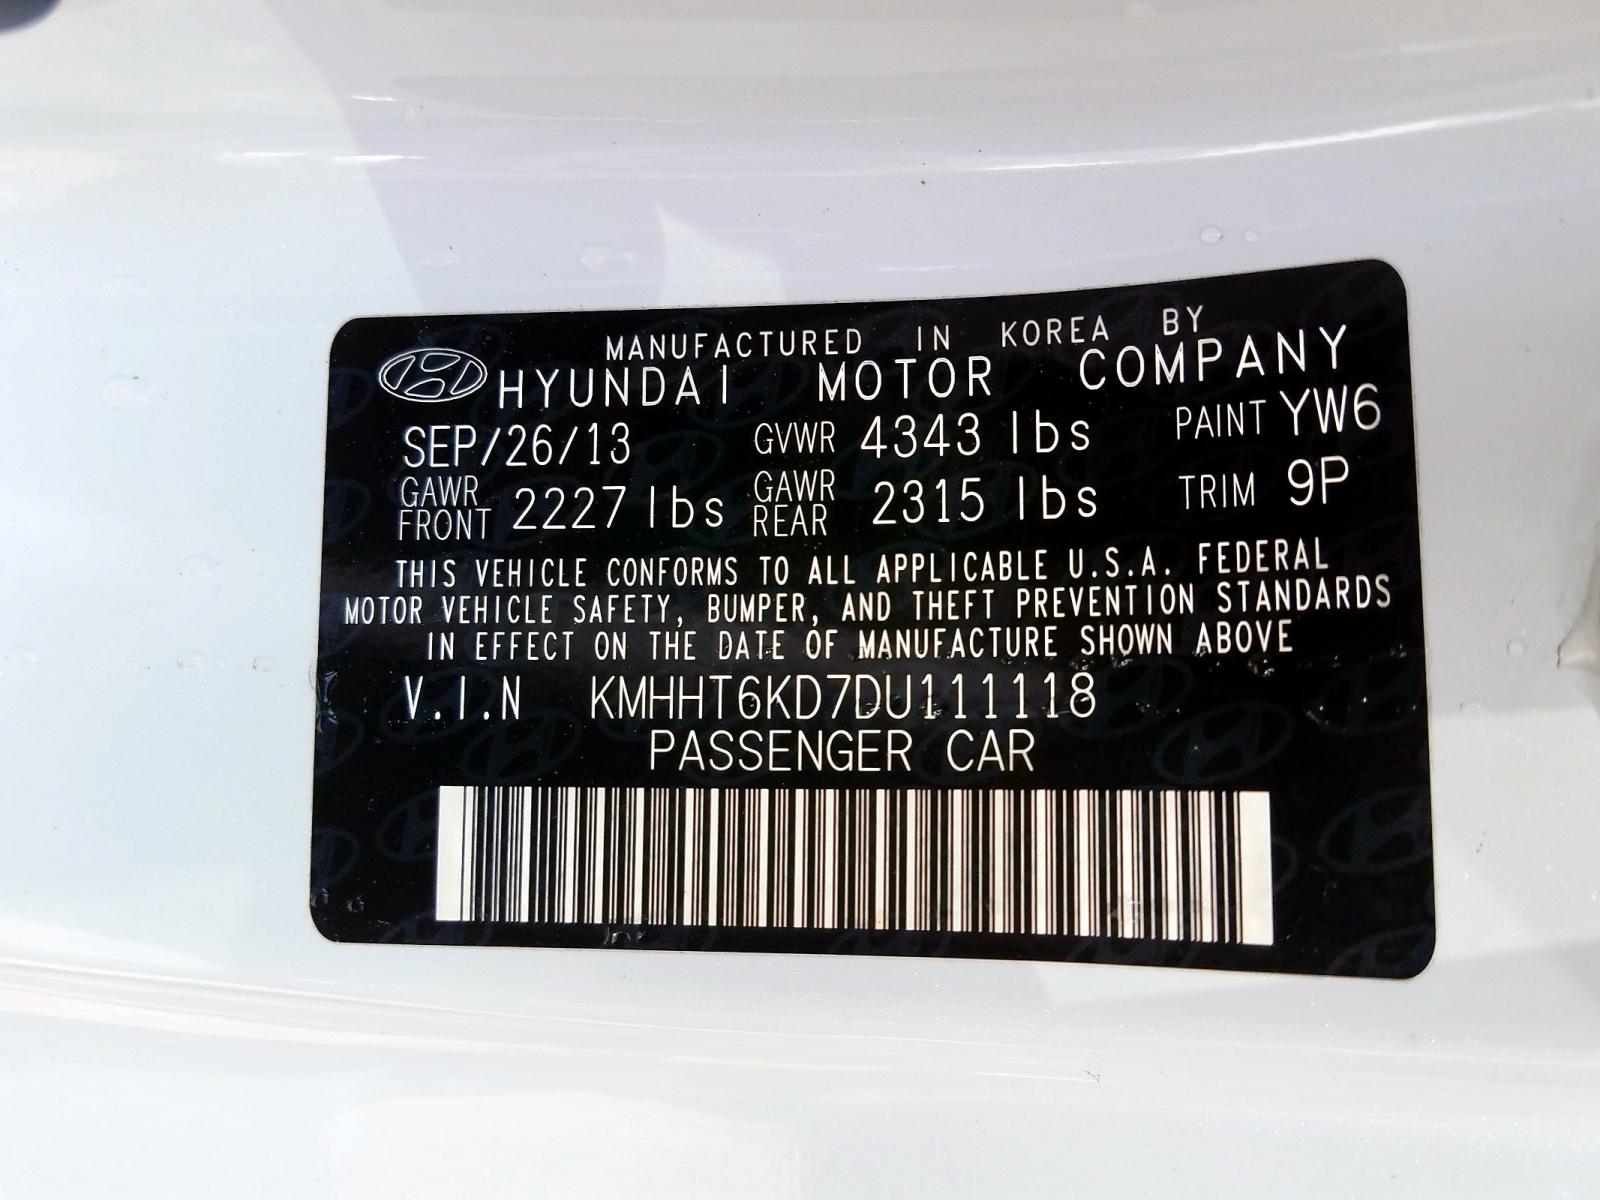 MANUFACTURED IN KOREA BY
HYUNDAI MOTOR COMPANY
SEP/26/13 GVWR 4343 lbs PAINT YW6
GAWR FRONT 2227 lbs GAWR REAR 2315 lbs TRIM 9P
THIS VEHICLE CONFORMS TO ALL APPLICABLE U.S.A. FEDERAL
MOTOR VEHICLE SAFETY, BUMPER, AND THEFT PREVENTION STANDARDS
IN EFFECT ON THE DATE OF MANUFACTURE SHOWN ABOVE
V.I.N KMHHT6KD7DU111118
PASSENGER CAR